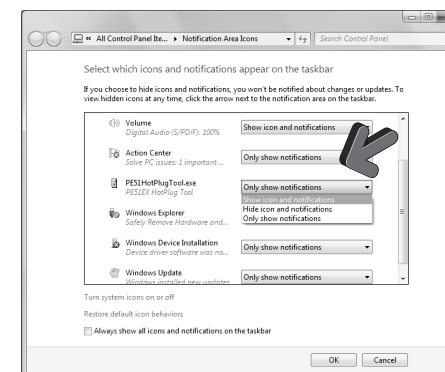 « All Control Panel Ite... ▸ Notification Area Icons
Search Control Panel
Select which icons and notifications appear on the taskbar
If you choose to hide icons and notifications, you won't be notified about changes or updates. To
view hidden icons at any time, click the arrow next to the notification area on the taskbar.
Volume
Digital Audio (S/PDIF): 100%
Show icon and notifications
Action Center
Solve PC issues: 1 important ...
Only show notifications
PE51HotPlugTool.exe
PE51EX HotPlug Tool
Only show notifications
Show icon and notifications
Hide icon and notifications
Only show notifications
Windows Explorer
Safely Remove Hardware and...
Windows Device Installation
Device driver software was no...
Only show notifications
Windows Update
Windows installed new updates
Only show notifications
Turn system icons on or off
Restore default icon behaviors
Always show all icons and notifications on the taskbar
OK
Cancel